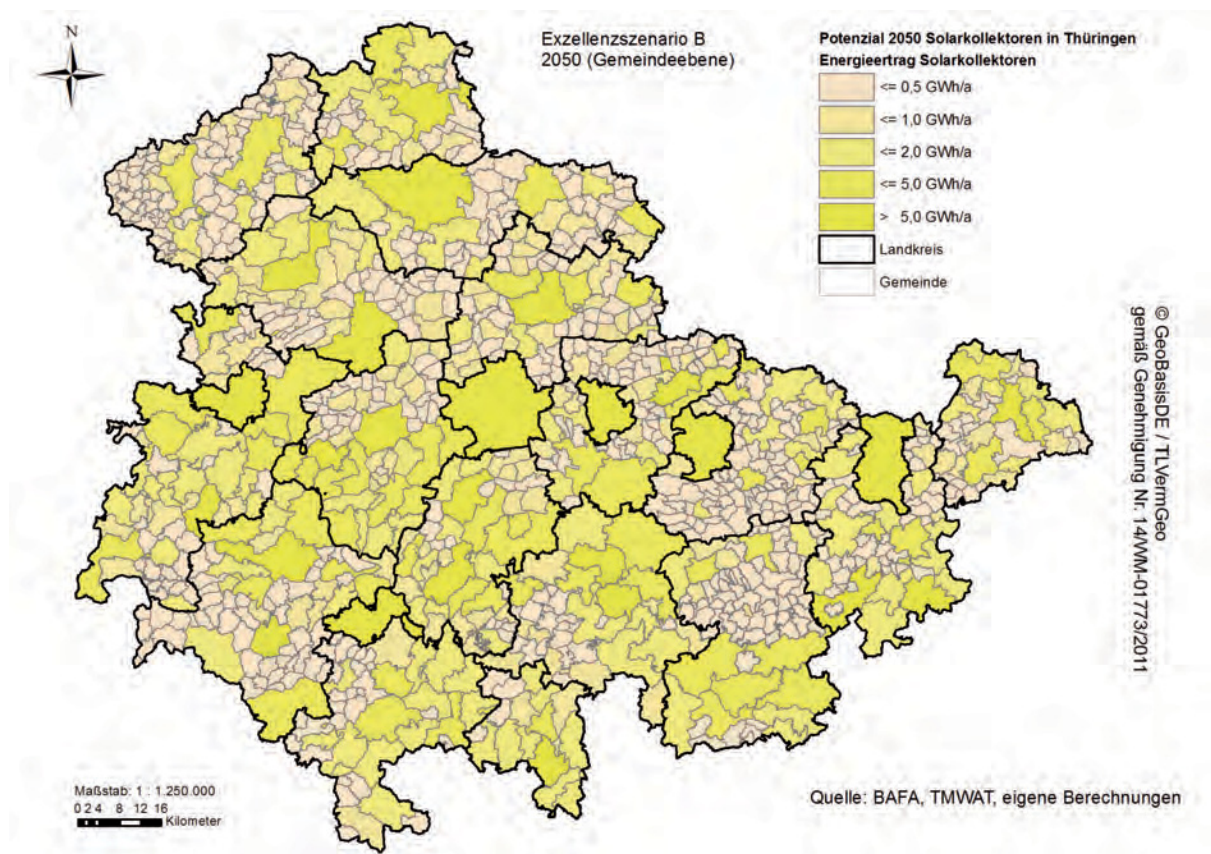 N
Exzellenzszenario B
2050 (Gemeindeebene)
Potenzial 2050 Solarkollektoren in Thüringen
Energieertrag Solarkollektoren
<= 0,5 GWh/a
<= 1,0 GWh/a
<= 2,0 GWh/a
<= 5,0 GWh/a
> 5,0 GWh/a
Landkreis
Gemeinde
© GeoBasisDE / TLVermGeo
gemäß Genehmigung Nr. 14/WM-01773/2011
Maßstab: 1 : 1.250.000
0 2 4 8 12 16
Kilometer
Quelle: BAFA, TMWAT, eigene Berechnungen